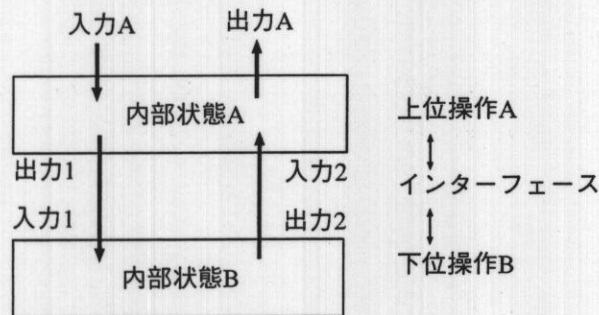 入力A
出力A
内部状態A
出力1
入力2
入力1
出力2
内部状態B
上位操作A
インターフェース
下位操作B